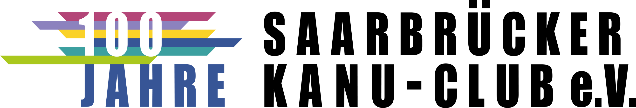 100
JAHRE
SAARBRÜCKER
KANU-CLUB e.V.